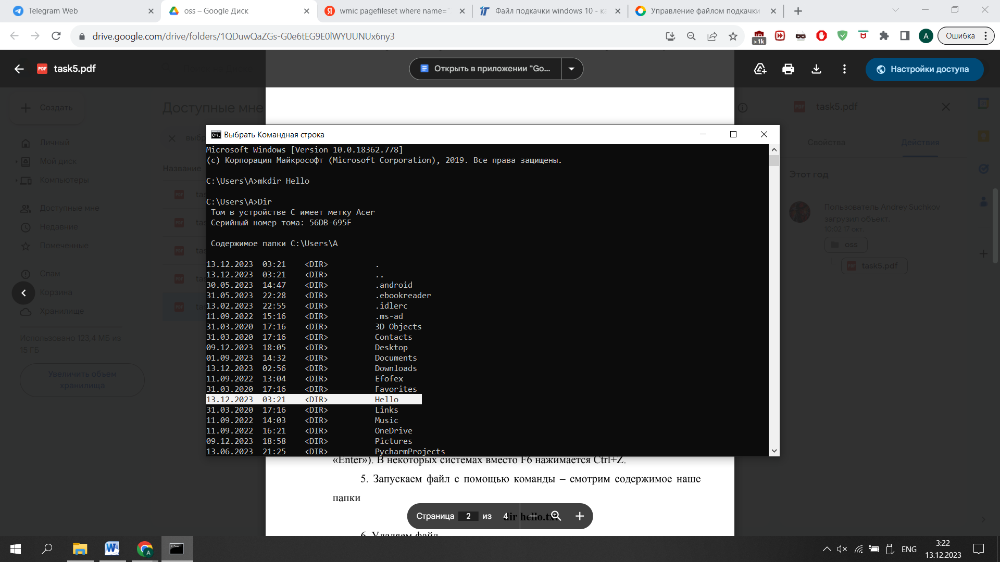 Telegram Web
oss – Google Диск
wmic pagefileset where name="
Файл подкачки windows 10 - ка
Управление файлом подкачки
drive.google.com/drive/folders/1QDuwQaZGs-G0e6tEG9E0lWYUUNUx6ny3
>1k
A
Ошибка
PDF
task5.pdf
Открыть в приложении "Go...
Настройки доступа
Создать
Доступные мне
PDF
task5.pdf
Личный
Мой диск
Компьютеры
Доступные мне
Недавние
Помеченные
Спам
Корзина
Хранилище
Использовано 123,4 МБ из
15 ГБ
Увеличить объем
хранилища
выбр
Название
Свойства
Действия
Этот год
Пользователь Andrey Suchkov
загрузил объект.
10:02 17 окт.
oss
task5.pdf
Выбрать Командная строка
Microsoft Windows [Version 10.0.18362.778]
(c) Корпорация Майкрософт (Microsoft Corporation), 2019. Все права защищены.
C:\Users\A>mkdir Hello
C:\Users\A>Dir
Том в устройстве C имеет метку Acer
Серийный номер тома: 56DB-695F
Содержимое папки C:\Users\A
13.12.2023 03:21 <DIR> .
13.12.2023 03:21 <DIR> ..
30.05.2023 14:47 <DIR> .android
31.05.2023 22:28 <DIR> .ebookreader
13.02.2023 22:55 <DIR> .idlerc
11.09.2022 15:16 <DIR> .ms-ad
31.03.2020 17:16 <DIR> 3D Objects
31.03.2020 17:16 <DIR> Contacts
09.12.2023 18:05 <DIR> Desktop
01.09.2023 14:32 <DIR> Documents
13.12.2023 02:56 <DIR> Downloads
11.09.2022 13:04 <DIR> Efofex
31.03.2020 17:16 <DIR> Favorites
13.12.2023 03:21 <DIR> Hello
31.03.2020 17:16 <DIR> Links
11.09.2022 14:03 <DIR> Music
11.09.2022 16:21 <DIR> OneDrive
09.12.2023 18:58 <DIR> Pictures
13.06.2023 21:25 <DIR> PycharmProjects
«Enter»). В некоторых системах вместо F6 нажимается Ctrl+Z.
5. Запускаем файл с помощью команды – смотрим содержимое наше
папки
dir hello.txt
Страница 2 из 4
6. Удаляем файл
ENG
3:22
13.12.2023